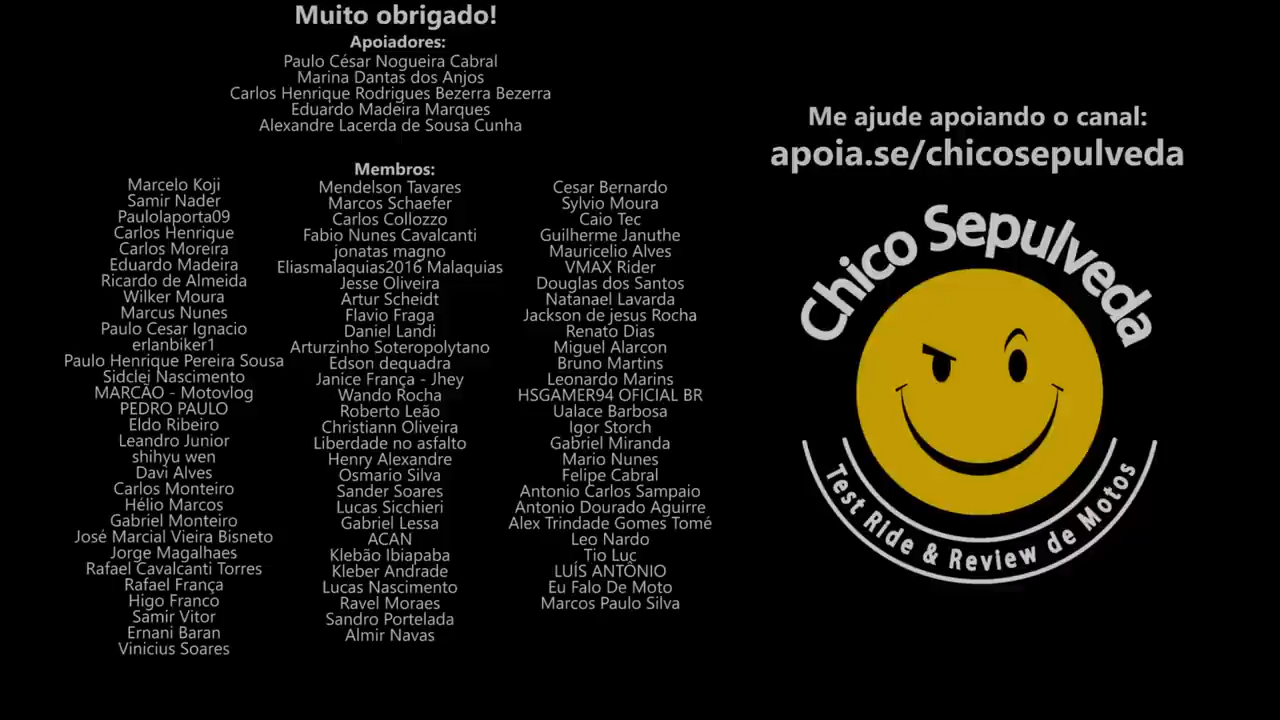 Muito obrigado!
Apoiadores:
Paulo César Nogueira Cabral
Marina Dantas dos Anjos
Carlos Henrique Rodrigues Bezerra Bezerra
Eduardo Madeira Marques
Alexandre Lacerda de Sousa Cunha
Membros:
Marcelo Koji
Samir Nader
Paulolaporta09
Carlos Henrique
Carlos Moreira
Eduardo Madeira
Ricardo de Almeida
Wilker Moura
Marcus Nunes
Paulo Cesar Ignacio
erlanbiker1
Paulo Henrique Pereira Sousa
Sidclei Nascimento
MARCÃO - Motovlog
PEDRO PAULO
Eldo Ribeiro
Leandro Junior
shihyu wen
Davi Alves
Carlos Monteiro
Hélio Marcos
Gabriel Monteiro
José Marcial Vieira Bisneto
Jorge Magalhaes
Rafael Cavalcanti Torres
Rafael França
Higo Franco
Samir Vitor
Ernani Baran
Vinicius Soares
Mendelson Tavares
Marcos Schaefer
Carlos Collozzo
Fabio Nunes Cavalcanti
jonatas magno
Eliasmalaquias2016 Malaquias
Jesse Oliveira
Artur Scheidt
Flavio Fraga
Daniel Landi
Arturzinho Soteropolytano
Edson dequadra
Janice França - Jhey
Wando Rocha
Roberto Leão
Christiann Oliveira
Liberdade no asfalto
Henry Alexandre
Osmario Silva
Sander Soares
Lucas Sicchieri
Gabriel Lessa
ACAN
Klebão Ibiapaba
Kleber Andrade
Lucas Nascimento
Ravel Moraes
Sandro Portelada
Almir Navas
Cesar Bernardo
Sylvio Moura
Caio Tec
Guilherme Januthe
Mauricelio Alves
VMAX Rider
Douglas dos Santos
Natanael Lavarda
Jackson de jesus Rocha
Renato Dias
Miguel Alarcon
Bruno Martins
Leonardo Marins
HSGAMER94 OFICIAL BR
Ualace Barbosa
Igor Storch
Gabriel Miranda
Mario Nunes
Felipe Cabral
Antonio Carlos Sampaio
Antonio Dourado Aguirre
Alex Trindade Gomes Tomé
Leo Nardo
Tio Luc
LUÍS ANTÔNIO
Eu Falo De Moto
Marcos Paulo Silva
Me ajude apoiando o canal:
apoia.se/chicosepulveda
Chico Sepulveda
Test Ride & Review de Motos